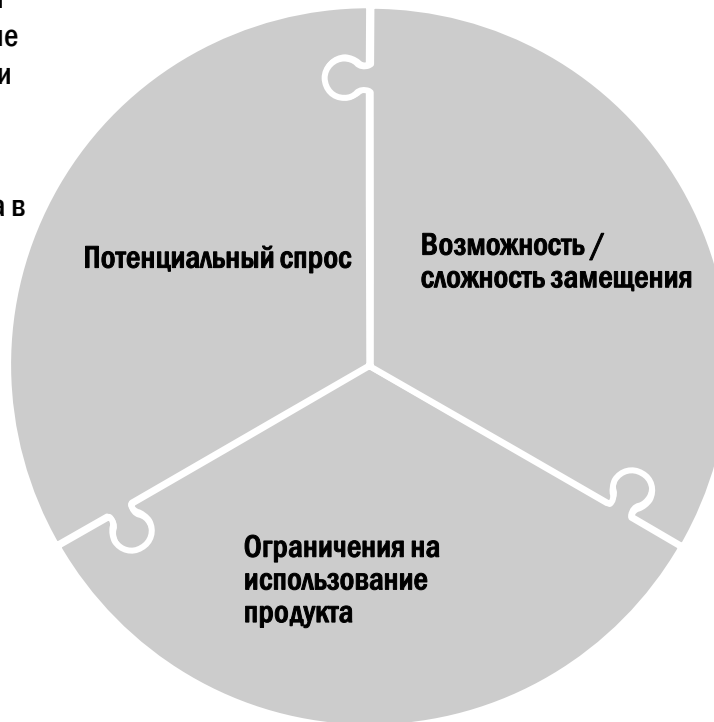 и
а в
Потенциальный спрос
Возможность /
сложность замещения
Ограничения на
использование
продукта